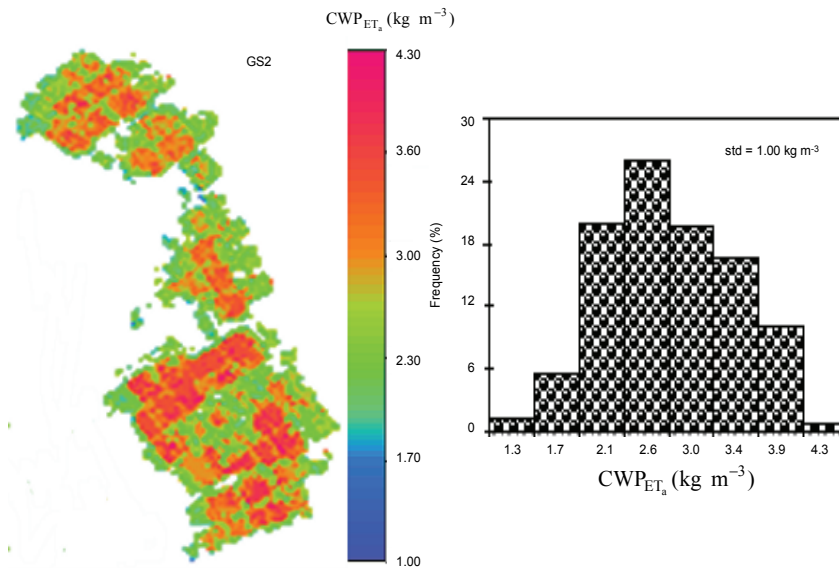 CWP_ETa (kg m⁻³)
GS2
4.30
3.60
3.00
2.30
1.70
1.00
30
24
18
12
6
0
Frequency (%)
std = 1.00 kg m⁻³
1.3 1.7 2.1 2.6 3.0 3.4 3.9 4.3
CWP_ETa (kg m⁻³)